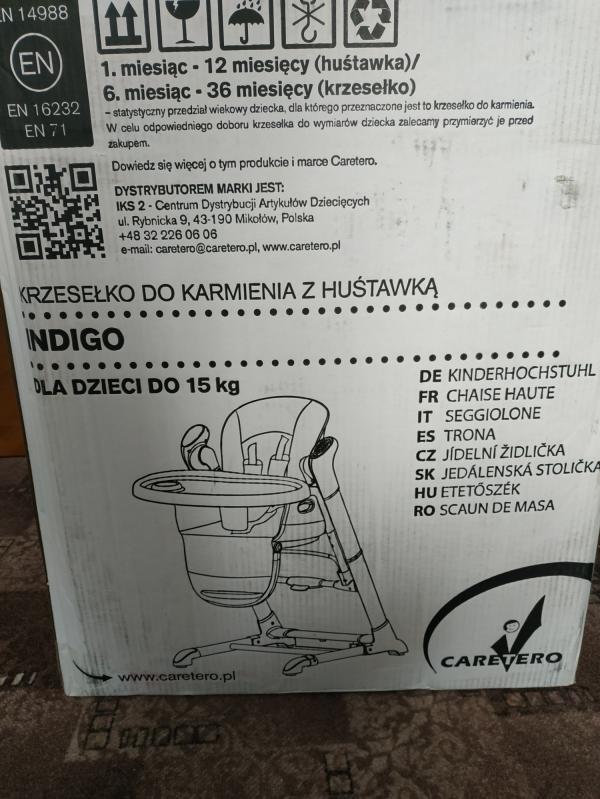 EN 14988
EN
EN 16232
EN 71
1. miesiąc - 12 miesięcy (huśtawka)/
6. miesiąc - 36 miesięcy (krzesełko)
– statystyczny przedział wiekowy dziecka, dla którego przeznaczone jest to krzesełko do karmienia.
W celu odpowiedniego doboru krzesełka do wymiarów dziecka zalecamy przymierzyć je przed
zakupem.
Dowiedz się więcej o tym produkcie i marce Caretero.
DYSTRYBUTOREM MARKI JEST:
IKS 2 - Centrum Dystrybucji Artykułów Dziecięcych
ul. Rybnicka 9, 43-190 Mikołów, Polska
+48 32 226 06 06
e-mail: caretero@caretero.pl, www.caretero.pl
KRZESEŁKO DO KARMIENIA Z HUŚTAWKĄ
INDIGO
DLA DZIECI DO 15 kg
DE KINDERHOCHSTUHL
FR CHAISE HAUTE
IT SEGGIOLONE
ES TRONA
CZ JÍDELNÍ ŽIDLIČKA
SK JEDÁLENSKÁ STOLIČKA
HU ETETŐSZÉK
RO SCAUN DE MASA
www.caretero.pl
CARETERO